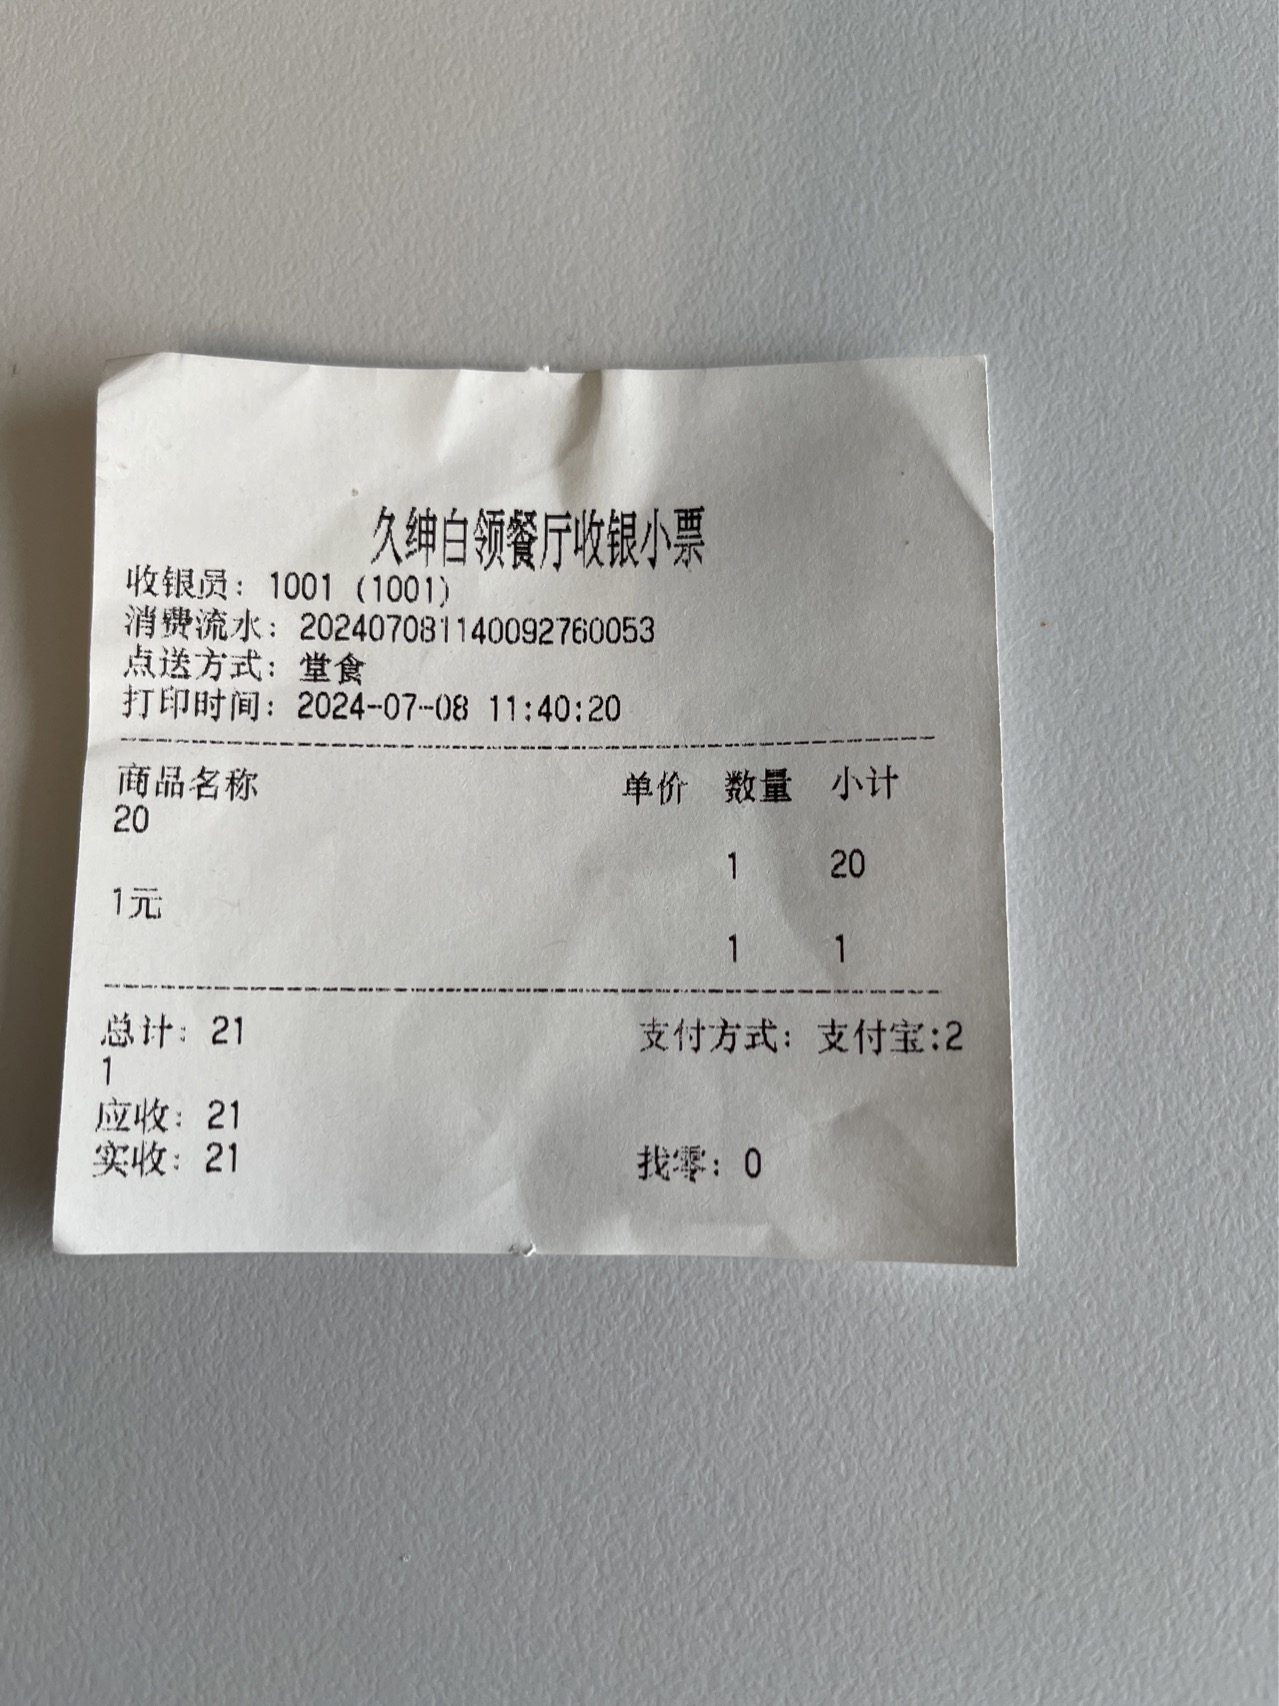 久绅白领餐厅收银小票
收银员：1001（1001）
消费流水：202407081140092760053
点送方式：堂食
打印时间：2024-07-08 11:40:20
商品名称 单价 数量 小计
20
1 20
1元
1 1
总计：21 支付方式：支付宝:2
1
应收：21
实收：21 找零：0